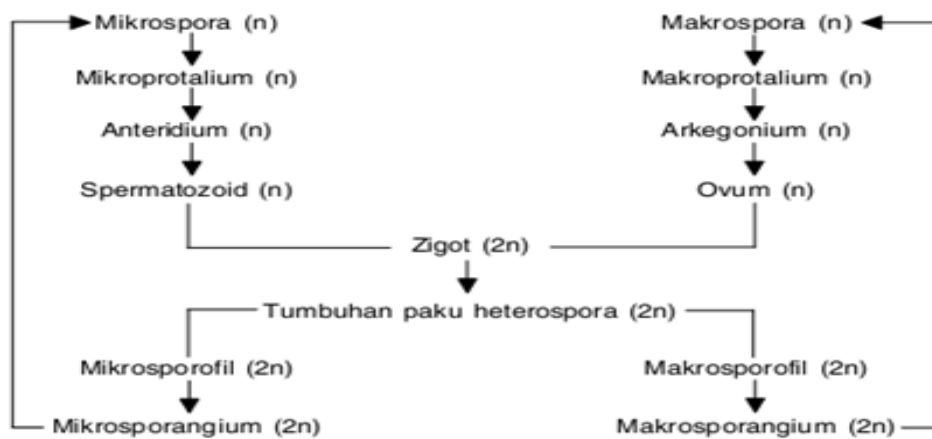 Mikrospora (n) Makrospora (n)
Mikroprotalium (n) Makroprotalium (n)
Anteridium (n) Arkegonium (n)
Spermatozoid (n) Ovum (n)
Zigot (2n)
Tumbuhan paku heterospora (2n)
Mikrosporofil (2n) Makrosporofil (2n)
Mikrosporangium (2n) Makrosporangium (2n)